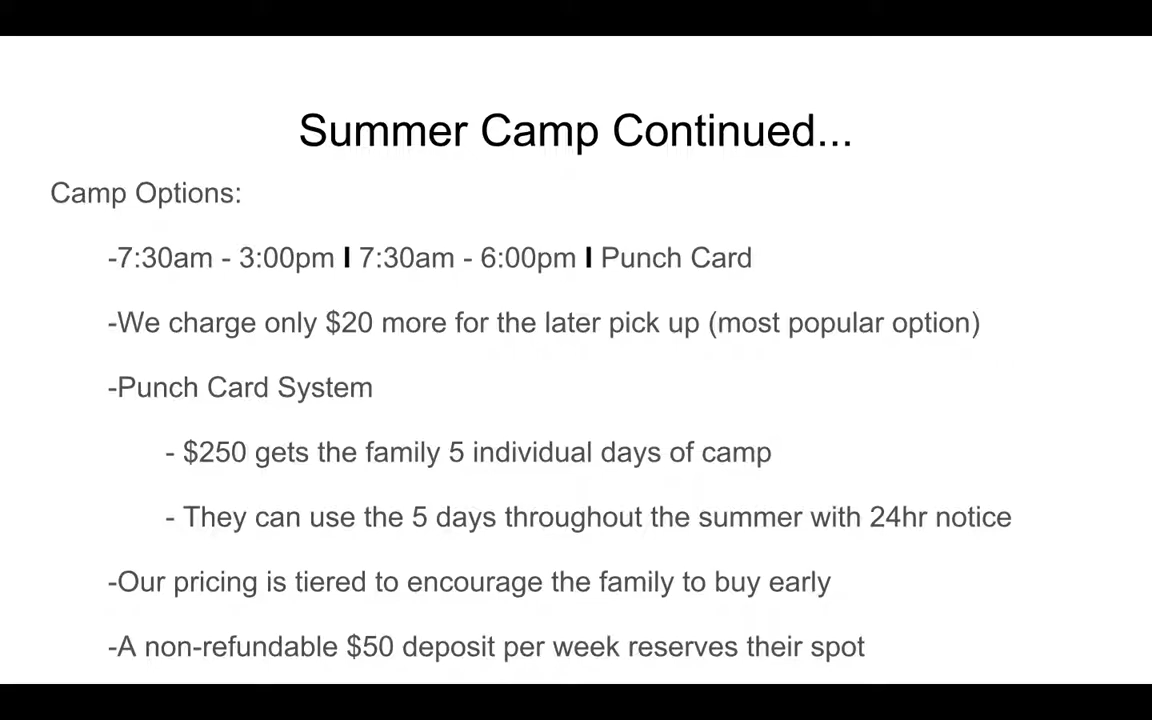 Summer Camp Continued...
Camp Options:
-7:30am - 3:00pm I 7:30am - 6:00pm I Punch Card
-We charge only $20 more for the later pick up (most popular option)
-Punch Card System
- $250 gets the family 5 individual days of camp
- They can use the 5 days throughout the summer with 24hr notice
-Our pricing is tiered to encourage the family to buy early
-A non-refundable $50 deposit per week reserves their spot